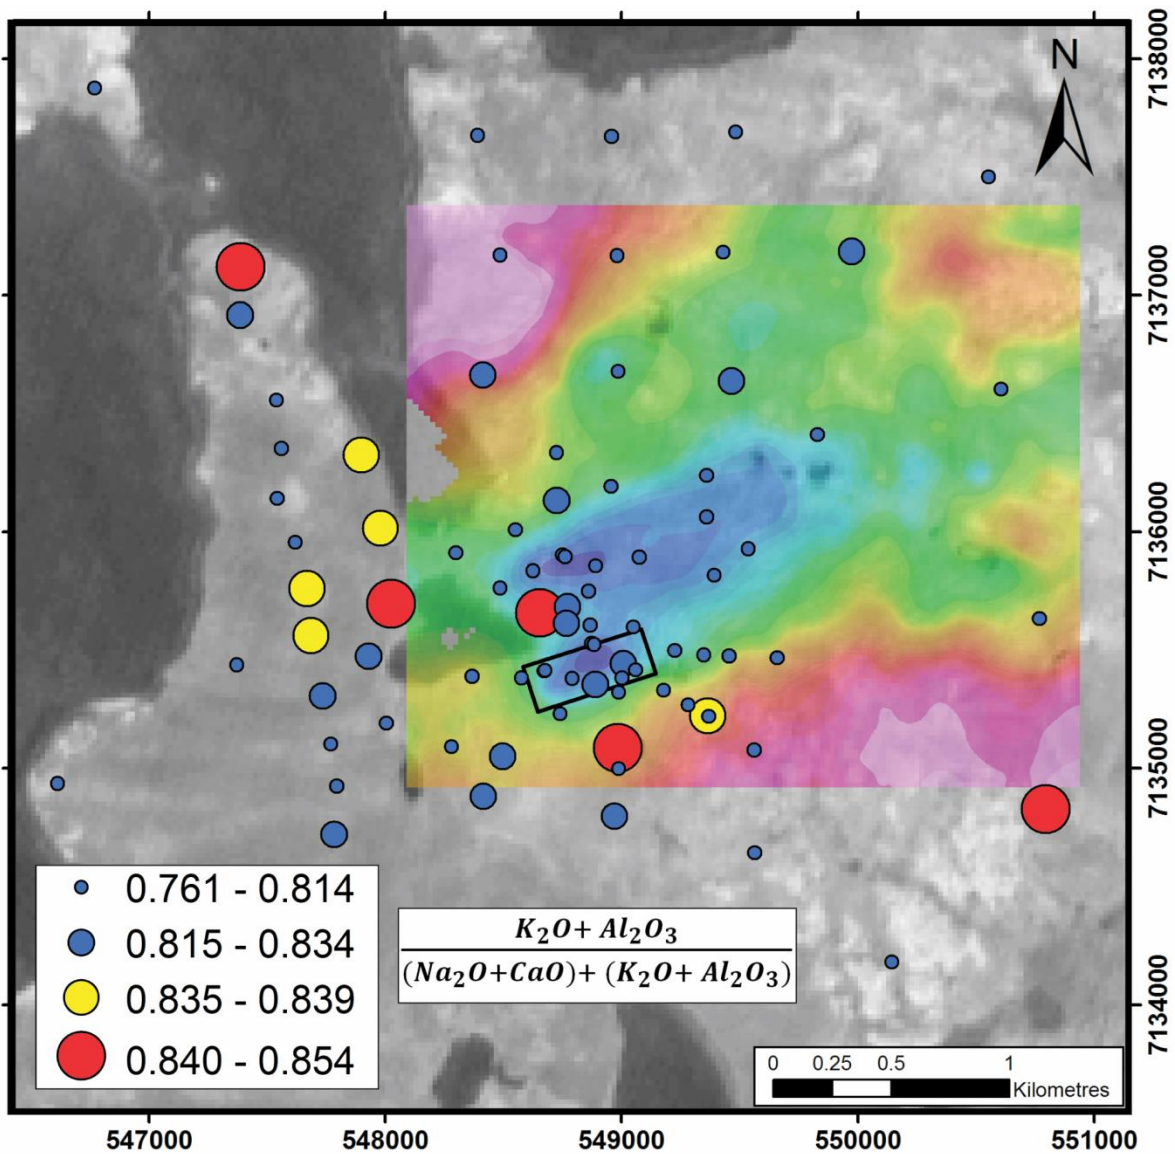 N
7138000
7137000
7136000
7135000
7134000
0.761 - 0.814
0.815 - 0.834
0.835 - 0.839
0.840 - 0.854
K₂O+ Al₂O₃
(Na₂O+CaO)+ (K₂O+ Al₂O₃)
0 0.25 0.5 1
Kilometres
547000 548000 549000 550000 551000